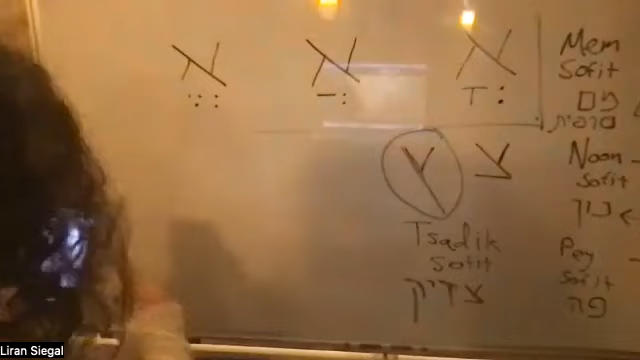 אֳ אֲ אֱ
צ ץ
Tsadik
Sofit
צדיק
Mem
Sofit
מם
סופית
Noon
Sofit
נון
Pey
Sofit
פה
Liran Siegal